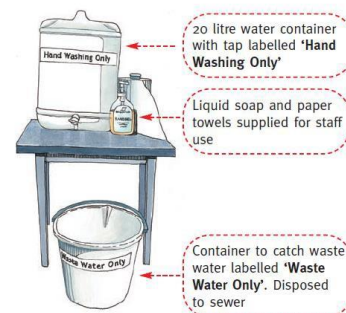 Hand Washing Only
20 litre water container
with tap labelled ‘Hand
Washing Only’
Liquid soap and paper
towels supplied for staff
use
Waste Water Only
Container to catch waste
water labelled ‘Waste
Water Only’. Disposed
to sewer